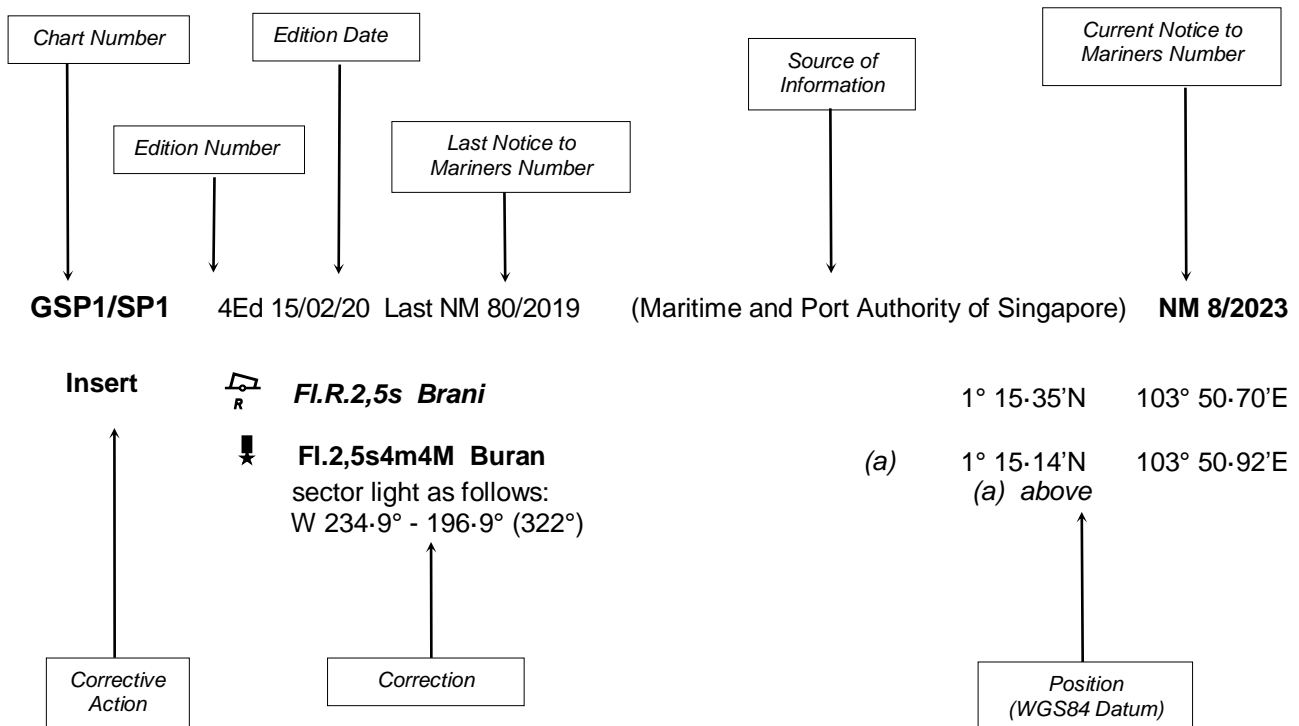 Chart Number
Edition Date
Current Notice to
Mariners Number
Source of
Information
Edition Number
Last Notice to
Mariners Number
GSP1/SP1 4Ed 15/02/20 Last NM 80/2019 (Maritime and Port Authority of Singapore) NM 8/2023
Insert R Fl.R.2,5s Brani 1° 15·35’N 103° 50·70’E
Fl.2,5s4m4M Buran (a) 1° 15·14’N 103° 50·92’E
sector light as follows: (a) above
W 234·9° - 196·9° (322°)
Corrective
Action
Correction
Position
(WGS84 Datum)